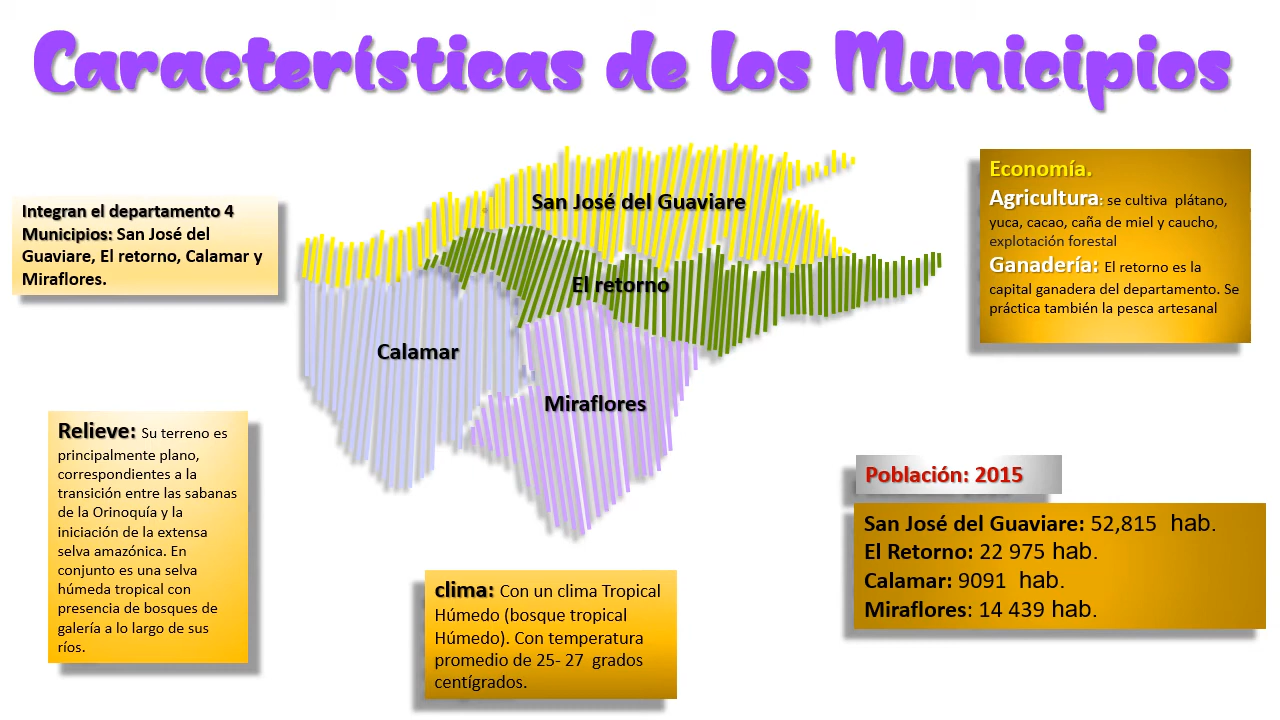 Características de los Municipios
Integran el departamento 4
Municipios: San José del
Guaviare, El retorno, Calamar y
Miraflores.
San José del Guaviare
El retorno
Calamar
Miraflores
Economía.
Agricultura: se cultiva plátano,
yuca, cacao, caña de miel y caucho,
explotación forestal
Ganadería: El retorno es la
capital ganadera del departamento. Se
práctica también la pesca artesanal
Relieve: Su terreno es
principalmente plano,
correspondientes a la
transición entre las sabanas
de la Orinoquía y la
iniciación de la extensa
selva amazónica. En
conjunto es una selva
húmeda tropical con
presencia de bosques de
galería a lo largo de sus
ríos.
clima: Con un clima Tropical
Húmedo (bosque tropical
Húmedo). Con temperatura
promedio de 25- 27 grados
centígrados.
Población: 2015
San José del Guaviare: 52,815 hab.
El Retorno: 22 975 hab.
Calamar: 9091 hab.
Miraflores: 14 439 hab.